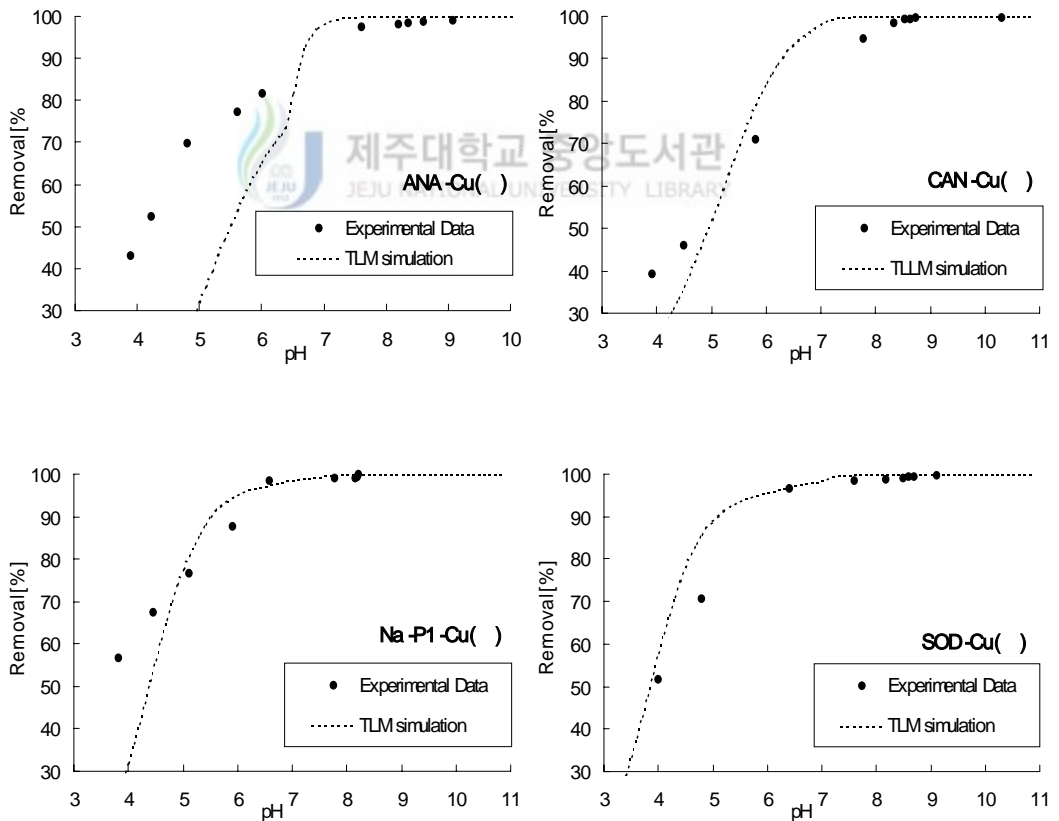 100
90
80
70
60
50
40
30
Removal[%
3 4 5 6 7 8 9 10
pH
ANA-Cu( )
Experimental Data
TLM simulation
100
90
80
70
60
50
40
30
Removal[%
3 4 5 6 7 8 9 10 11
pH
CAN-Cu( )
Experimental Data
TLLM simulation
제주대학교 중앙도서관
JEJU NATIONAL UNIVERSITY LIBRARY
JEJU
1952
100
90
80
70
60
50
40
30
Removal[%]
3 4 5 6 7 8 9 10 11
pH
Na-P1-Cu( )
Experimental Data
TLM simulation
100
90
80
70
60
50
40
30
Removal[%]
3 4 5 6 7 8 9 10 11
pH
SOD-Cu( )
Experimental Data
TLM simulation